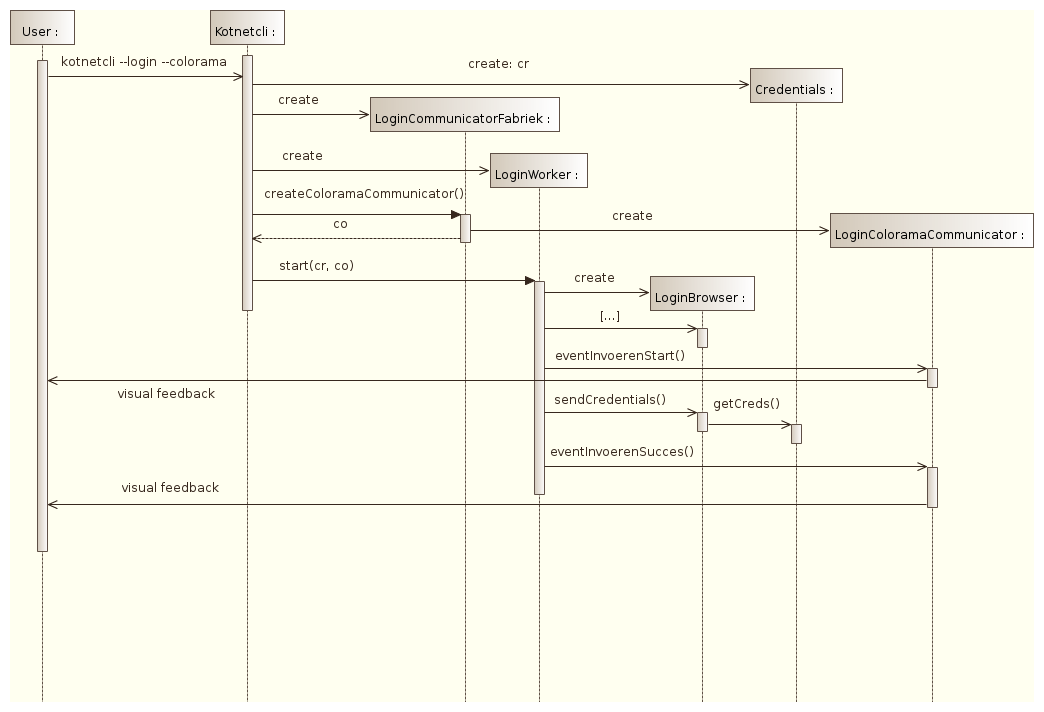 User :
Kotnetcli :
kotnetcli --login --colorama
create: cr
Credentials :
create
LoginCommunicatorFabriek :
create
LoginWorker :
createColoramaCommunicator()
co
create
LoginColoramaCommunicator :
start(cr, co)
create
LoginBrowser :
[...]
eventInvoerenStart()
visual feedback
sendCredentials()
getCreds()
eventInvoerenSucces()
visual feedback